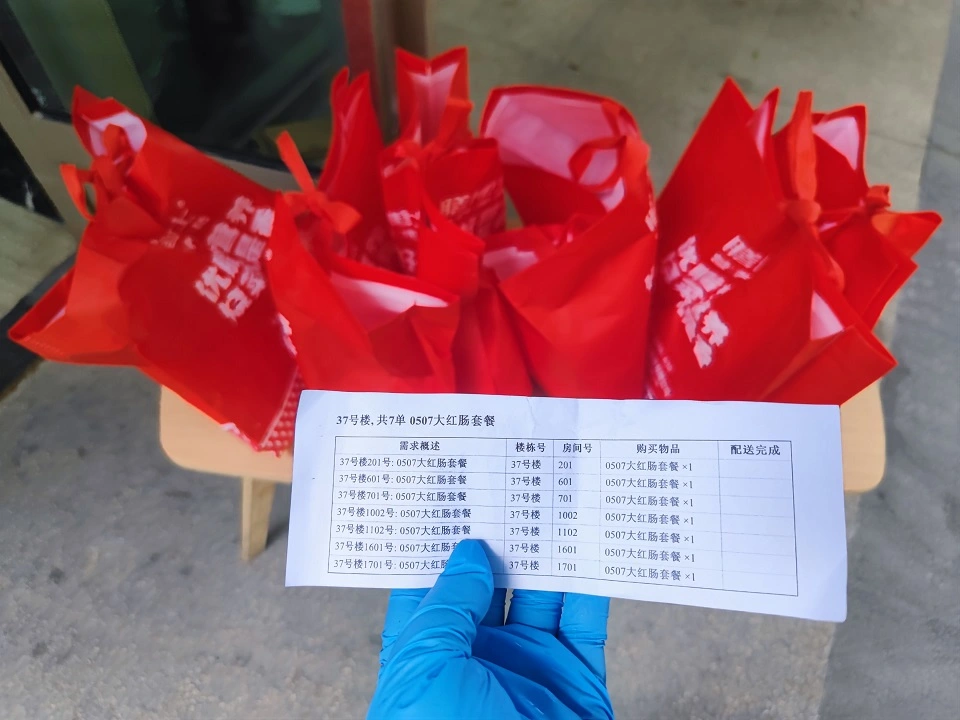 37号楼, 共7单 0507大红肠套餐
需求概述 楼栋号 房间号 购买物品 配送完成
37号楼201号: 0507大红肠套餐 37号楼 201 0507大红肠套餐 ×1
37号楼601号: 0507大红肠套餐 37号楼 601 0507大红肠套餐 ×1
37号楼701号: 0507大红肠套餐 37号楼 701 0507大红肠套餐 ×1
37号楼1002号: 0507大红肠套餐 37号楼 1002 0507大红肠套餐 ×1
37号楼1102号: 0507大红肠套餐 37号楼 1102 0507大红肠套餐 ×1
37号楼1601号: 0507大红肠 37号楼 1601 0507大红肠套餐 ×1
37号楼1701号: 0507大红 37号楼 1701 0507大红肠套餐 ×1